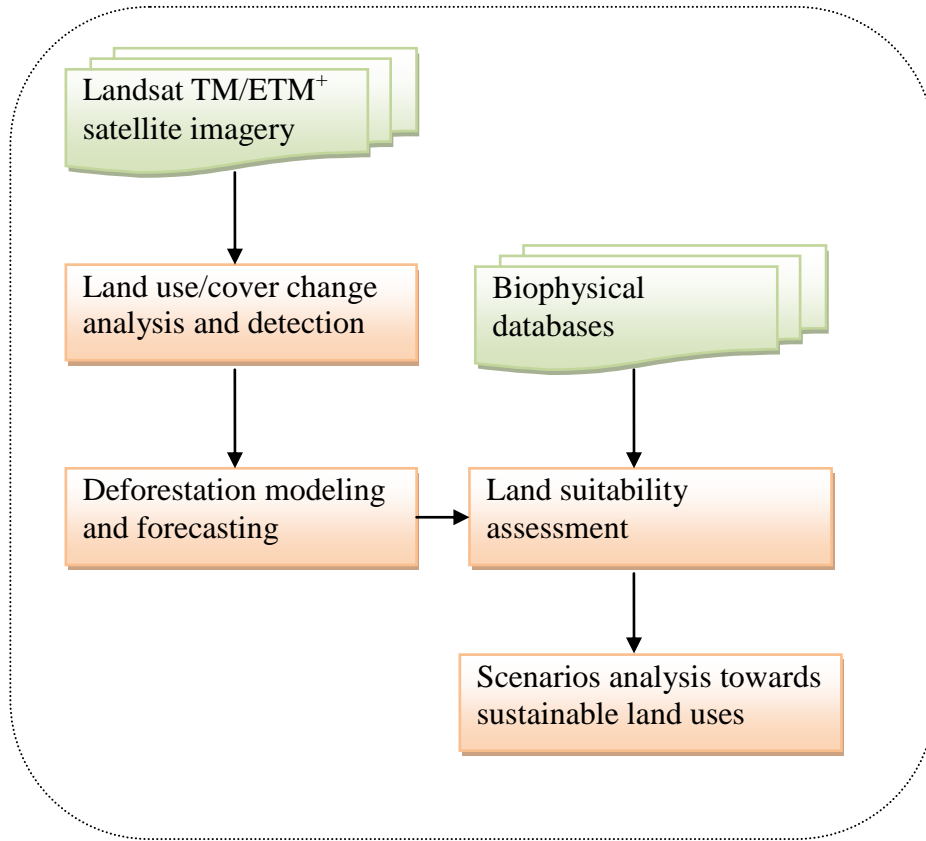 Landsat TM/ETM+
satellite imagery
Land use/cover change
analysis and detection
Biophysical
databases
Deforestation modeling
and forecasting
Land suitability
assessment
Scenarios analysis towards
sustainable land uses